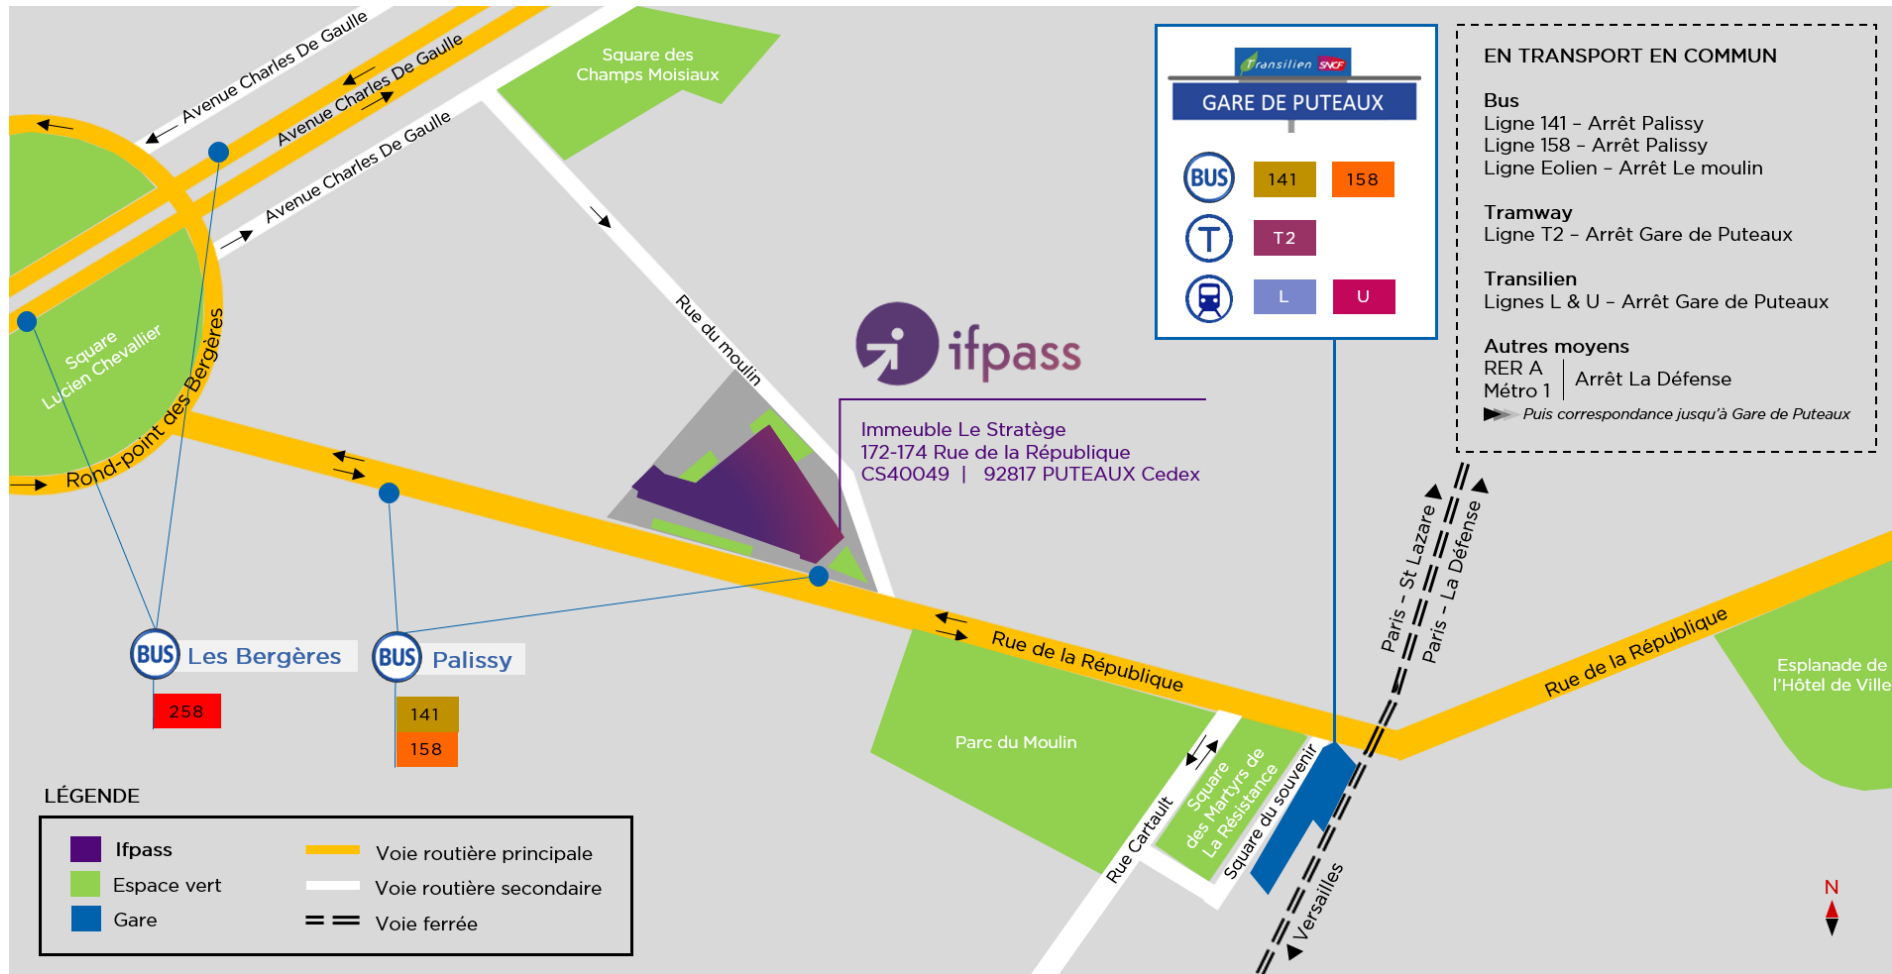 Avenue Charles De Gaulle
Avenue Charles De Gaulle
Avenue Charles De Gaulle
Square des
Champs Moisiaux
Transilien SNCF
GARE DE PUTEAUX
BUS 141 158
T T2
L U
EN TRANSPORT EN COMMUN
Bus
Ligne 141 – Arrêt Palissy
Ligne 158 – Arrêt Palissy
Ligne Eolien – Arrêt Le moulin
Tramway
Ligne T2 – Arrêt Gare de Puteaux
Transilien
Lignes L & U – Arrêt Gare de Puteaux
Autres moyens
RER A
Métro 1
Arrêt La Défense
Puis correspondance jusqu'à Gare de Puteaux
Square
Lucien Chevallier
Rond-point des Bergères
Rue du moulin
ifpass
Immeuble Le Stratège
172-174 Rue de la République
CS40049 | 92817 PUTEAUX Cedex
Paris – St Lazare
Paris – La Défense
BUS Les Bergères
258
BUS Palissy
141
158
Rue de la République
Rue de la République
Esplanade de
l'Hôtel de Ville
Parc du Moulin
Rue Cartault
Square
des Martyrs de
La Résistance
Square du souvenir
Versailles
N
LÉGENDE
Ifpass
Espace vert
Gare
Voie routière principale
Voie routière secondaire
Voie ferrée